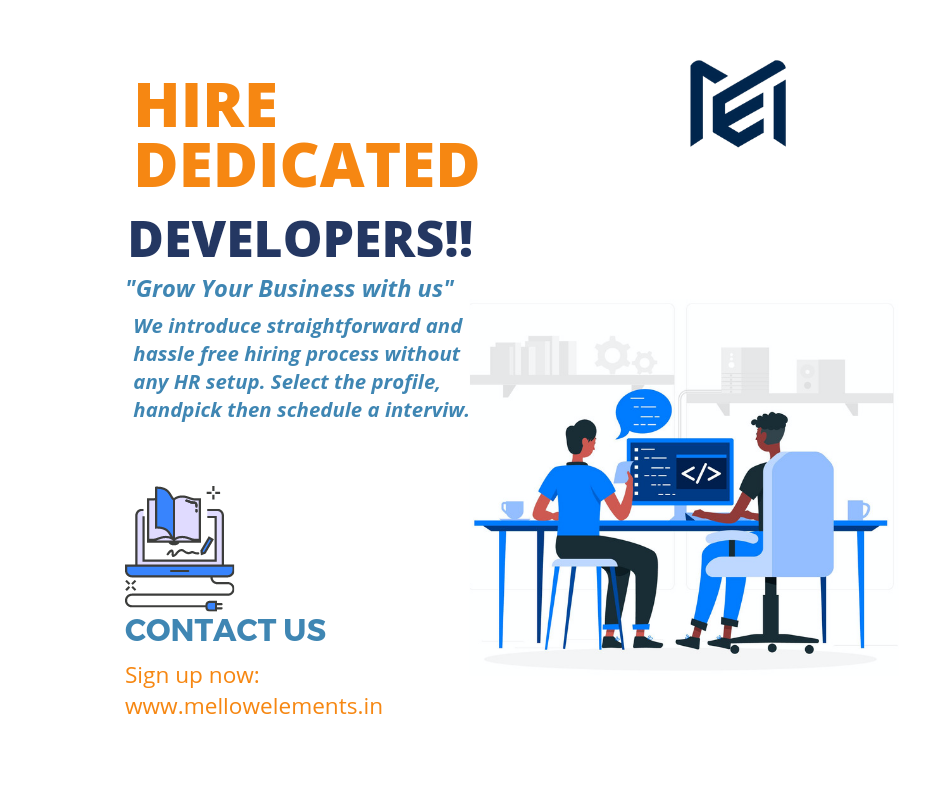 HIRE
DEDICATED
DEVELOPERS!!
"Grow Your Business with us"
We introduce straightforward and
hassle free hiring process without
any HR setup. Select the profile,
handpick then schedule a interviw.
</>
CONTACT US
Sign up now:
www.mellowelements.in